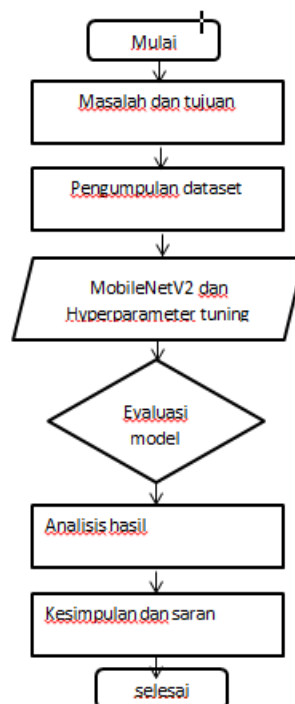 Mulai
Masalah dan tujuan
Pengumpulan dataset
MobileNetV2 dan
Hyperparameter tuning
Evaluasi
model
Analisis hasil
Kesimpulan dan saran
selesai